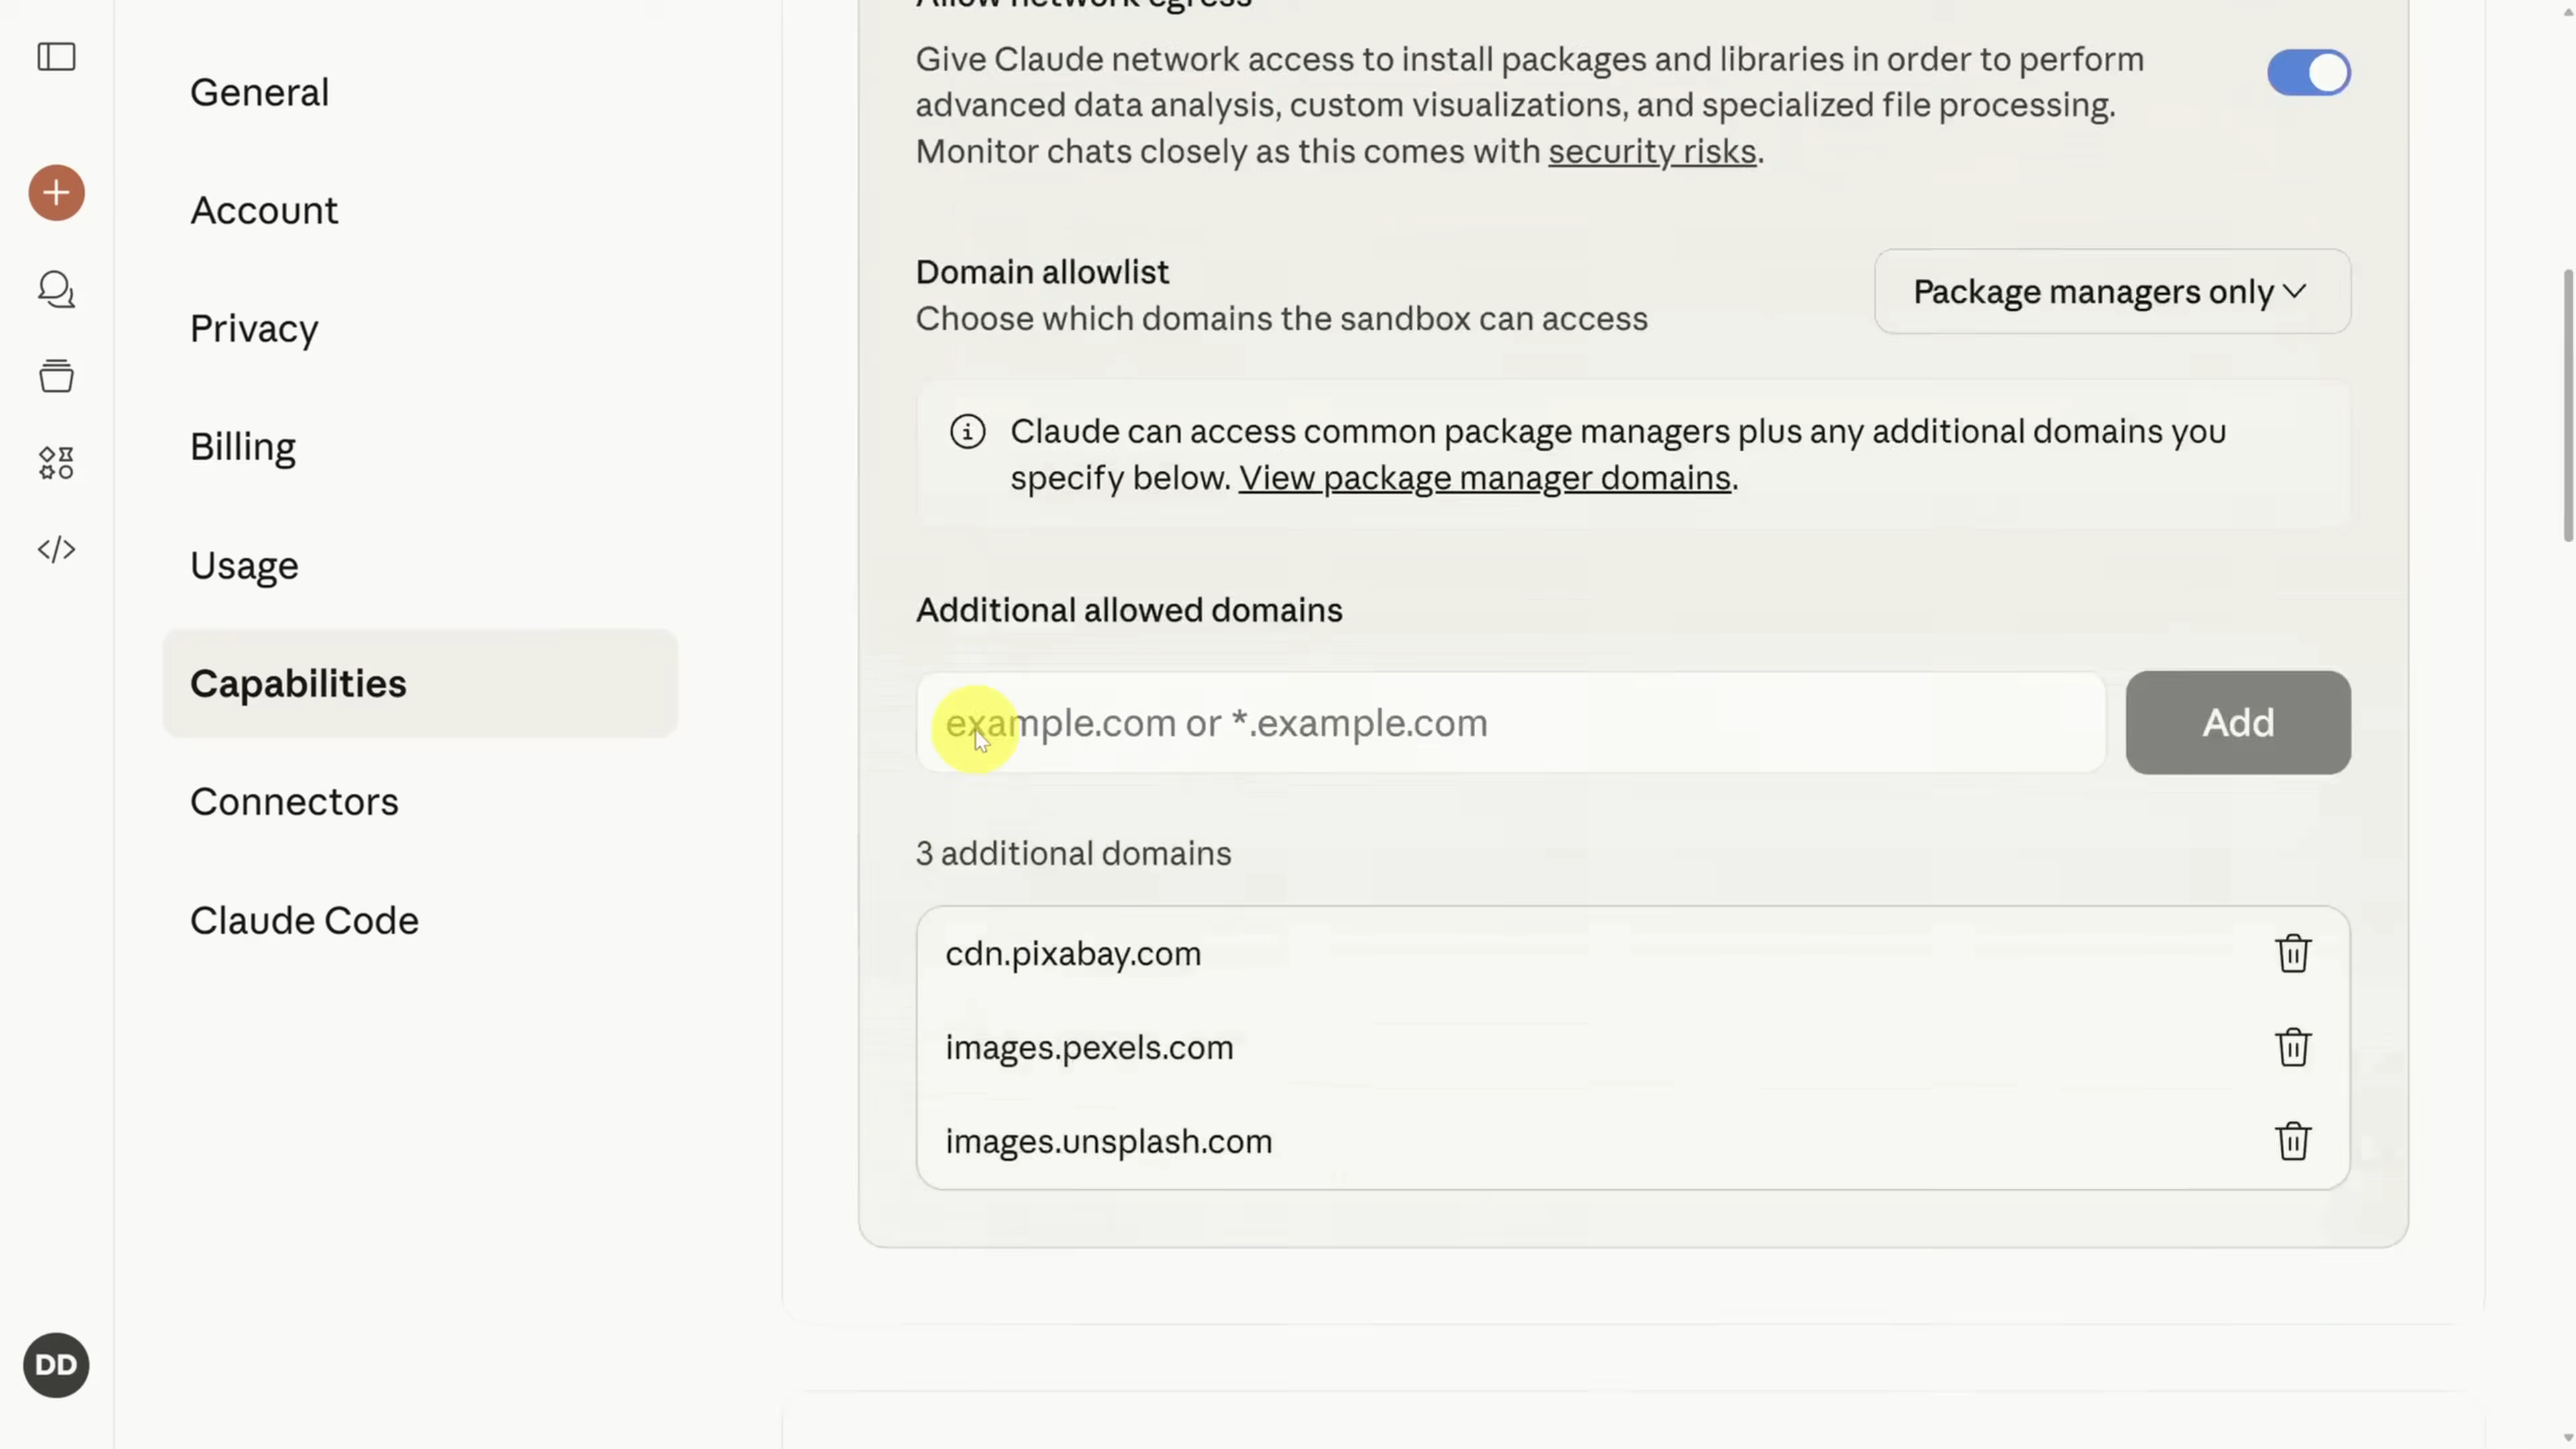 General
Account
Privacy
Billing
Usage
Capabilities
Connectors
Claude Code
DD
Allow network egress
Give Claude network access to install packages and libraries in order to perform
advanced data analysis, custom visualizations, and specialized file processing.
Monitor chats closely as this comes with security risks.
Domain allowlist
Choose which domains the sandbox can access
Package managers only
Claude can access common package managers plus any additional domains you
specify below. View package manager domains.
Additional allowed domains
example.com or *.example.com
Add
3 additional domains
cdn.pixabay.com
images.pexels.com
images.unsplash.com